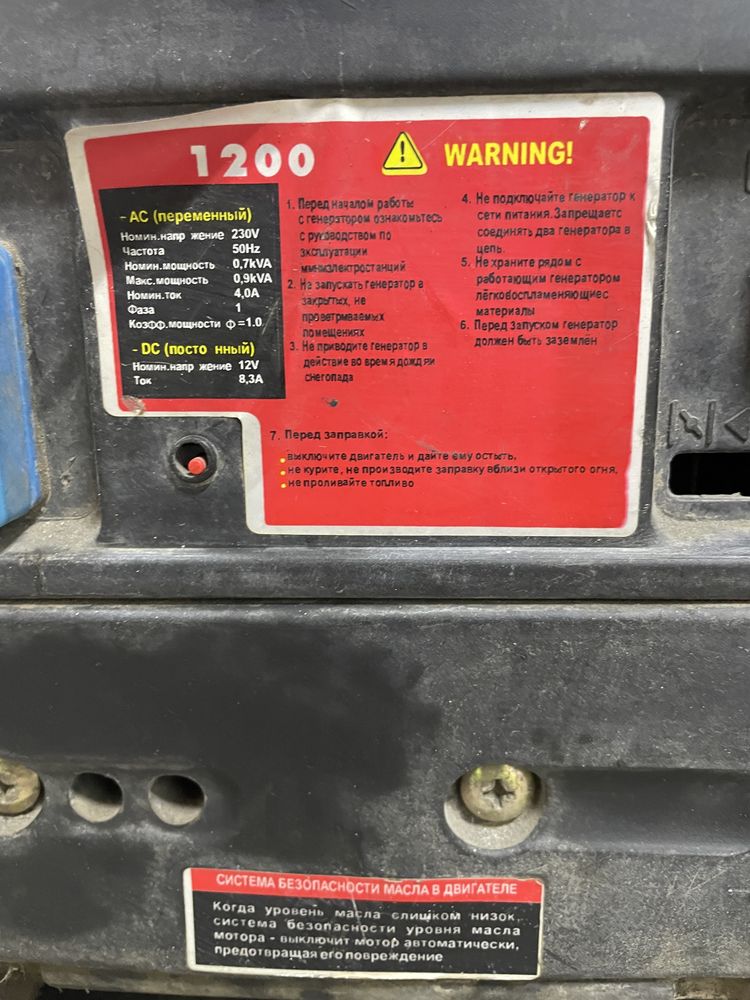 1200
WARNING!
- AC (переменный)
Номин.напр жение 230V
Частота 50Hz
Номин.мощность 0,7kVA
Макс.мощность 0,9kVA
Номин.ток 4,0A
Фаза 1
Коэфф.мощности ф=1.0
- DC (посто нный)
Номин.напр жение 12V
Ток 8,3A
1. Перед началом работы
с генератором ознакомьтесь
с руководством по
эксплуатации
миниэлектростанций
2. Не запускать генератор в
закрытых, не
проветриваемых
помещениях
3. Не приводите генератор в
действие во время дождя и
снегопада
4. Не подключайте генератор к
сети питания.Запрещаетс
соединять два генератора в
цепь.
5. Не храните рядом с
работающим генератором
лёгковоспламеняющиес
материалы
6. Перед запуском генератор
должен быть заземлён
7. Перед заправкой:
выключите двигатель и дайте ему остыть,
не курите, не производите заправку вблизи открытого огня,
не проливайте топливо
СИСТЕМА БЕЗОПАСНОСТИ МАСЛА В ДВИГАТЕЛЕ
Когда уровень масла слишком низок
система безопасности уровня масла
мотора - выключит мотор автоматически,
предотвращая его повреждение